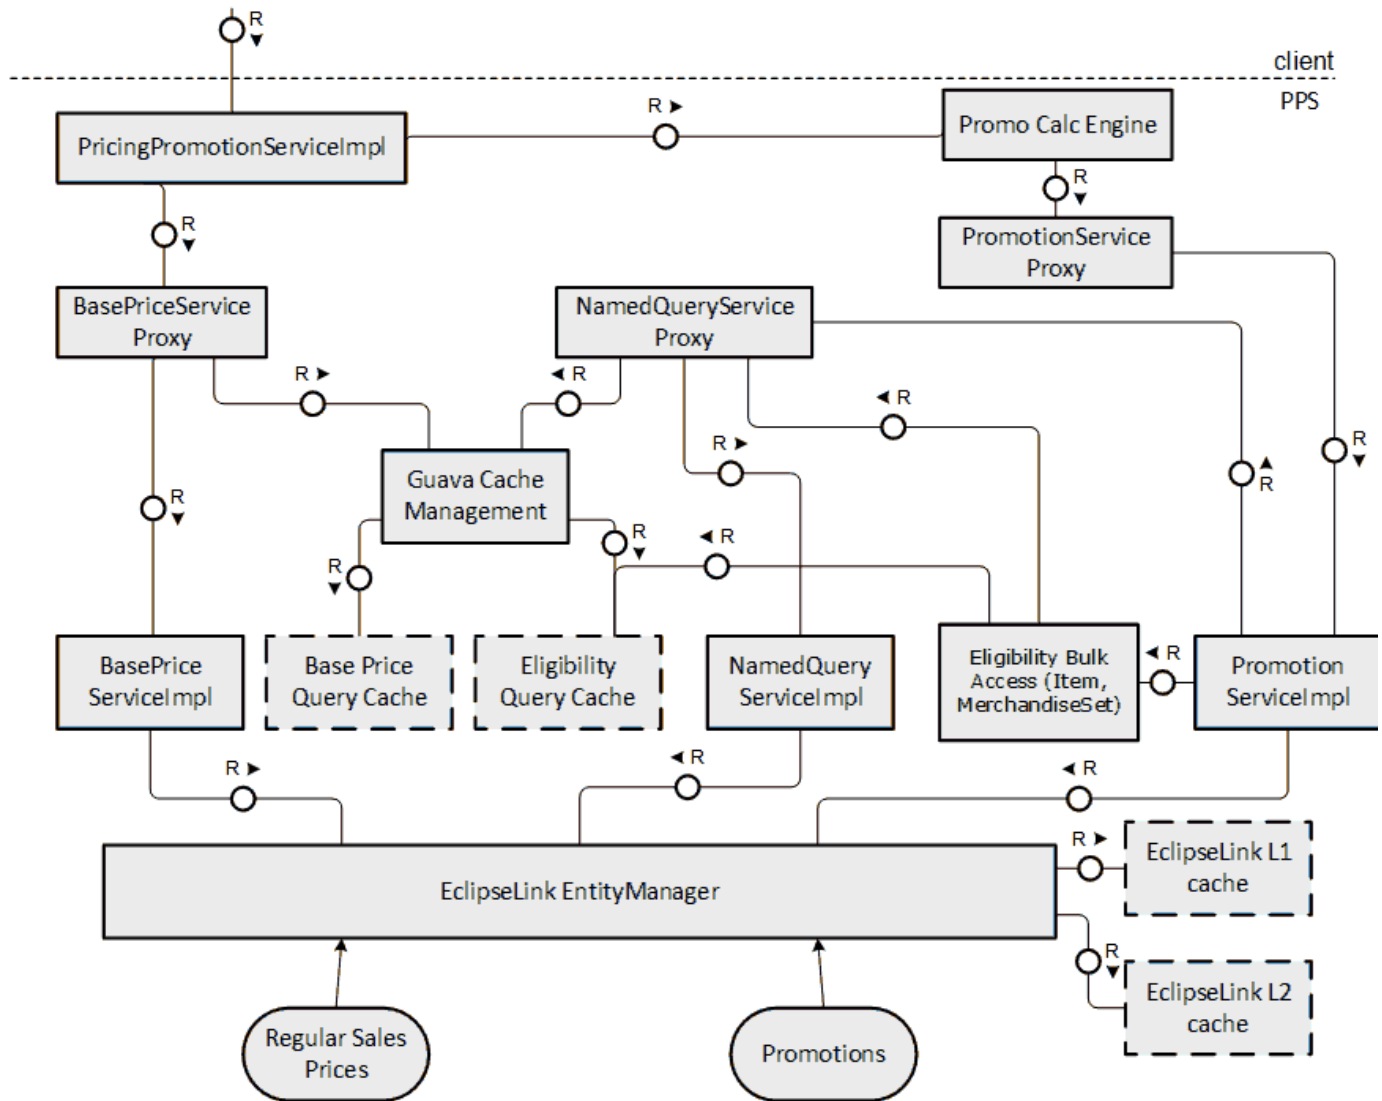 R
client
PPS
PricingPromotionServiceImpl
R
Promo Calc Engine
R
R
PromotionService
Proxy
BasePriceService
Proxy
NamedQueryService
Proxy
R
R
R
R
R
R
R
Guava Cache
Management
R
R
R
R
BasePrice
ServiceImpl
Base Price
Query Cache
Eligibility
Query Cache
NamedQuery
ServiceImpl
Eligibility Bulk
Access (Item,
MerchandiseSet)
R
Promotion
ServiceImpl
R
R
R
EclipseLink EntityManager
R
EclipseLink L1
cache
R
EclipseLink L2
cache
Regular Sales
Prices
Promotions